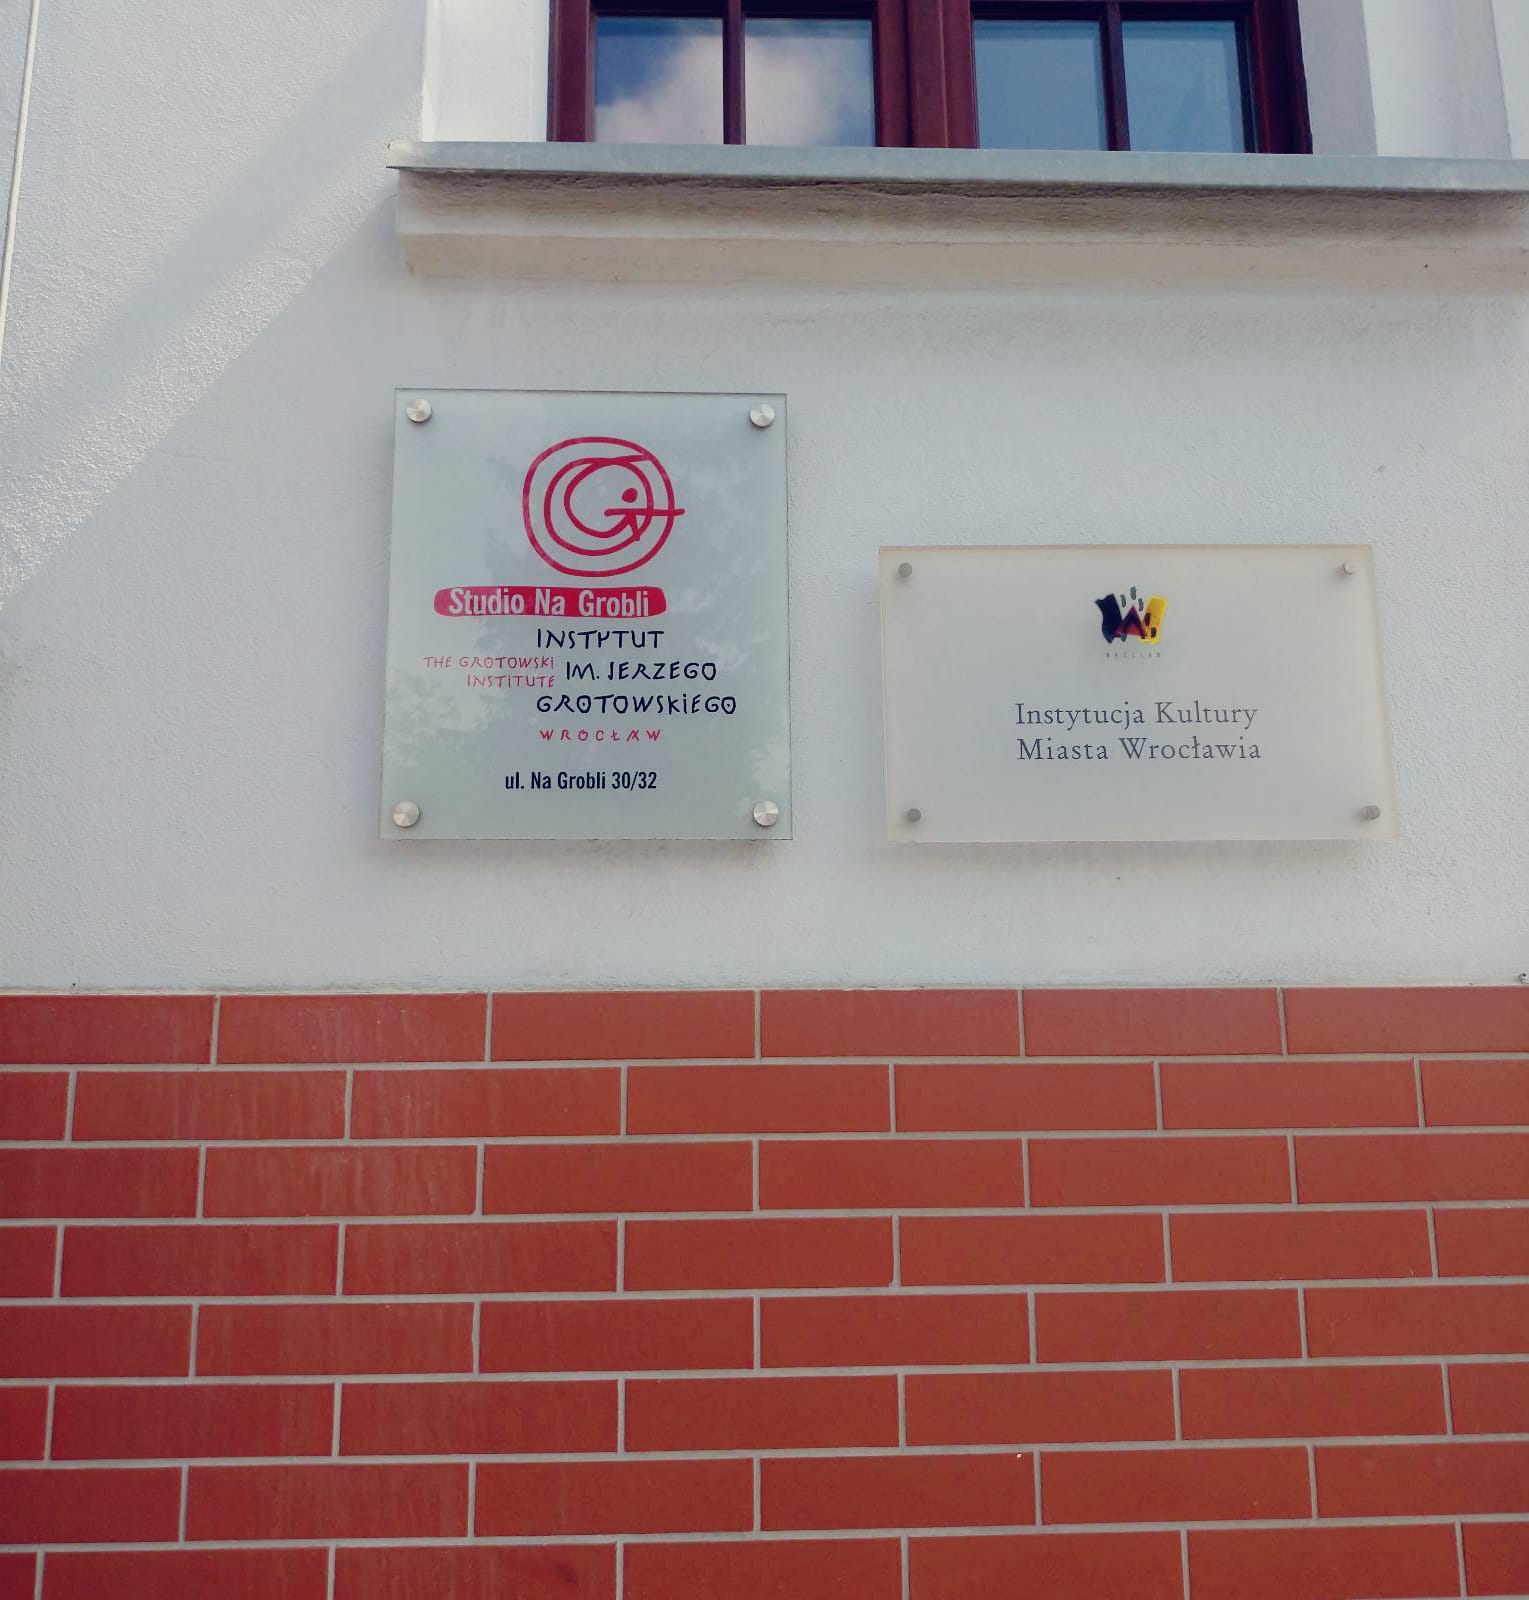 Studio Na Grobli
INSTYTUT
THE GROTOWSKI
INSTITUTE
IM. JERZEGO
GROTOWSKIEGO
WROCŁAW
ul. Na Grobli 30/32
WROCŁAW
Instytucja Kultury
Miasta Wrocławia